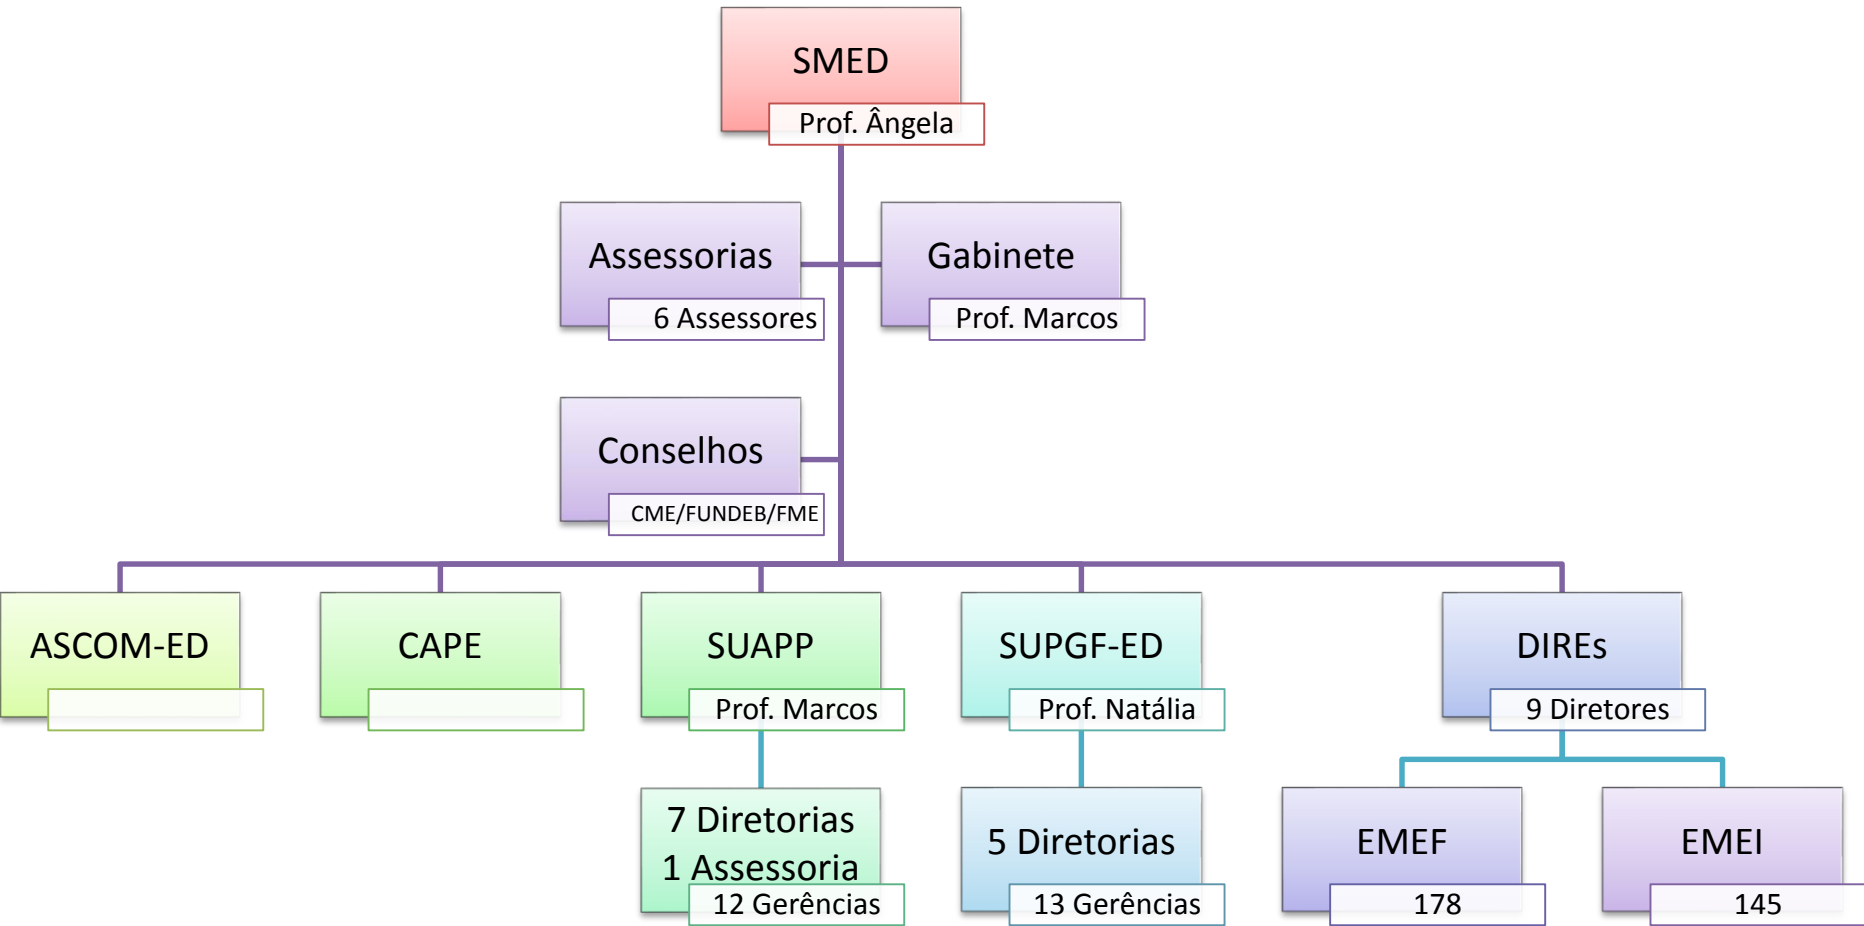 SMED
Prof. Ângela
Assessorias
6 Assessores
Gabinete
Prof. Marcos
Conselhos
CME/FUNDEB/FME
ASCOM-ED
CAPE
SUAPP
Prof. Marcos
SUPGF-ED
Prof. Natália
DIREs
9 Diretores
7 Diretorias
1 Assessoria
12 Gerências
5 Diretorias
13 Gerências
EMEF
178
EMEI
145